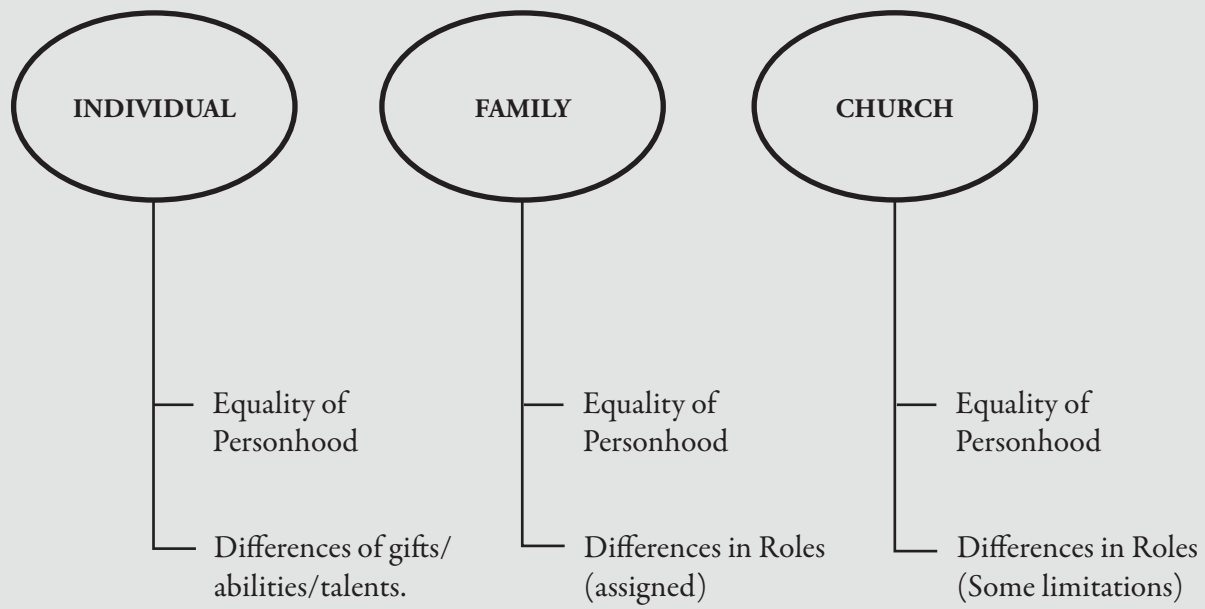 INDIVIDUAL
FAMILY
CHURCH
Equality of
Personhood
Equality of
Personhood
Equality of
Personhood
Differences of gifts/
abilities/talents.
Differences in Roles
(assigned)
Differences in Roles
(Some limitations)